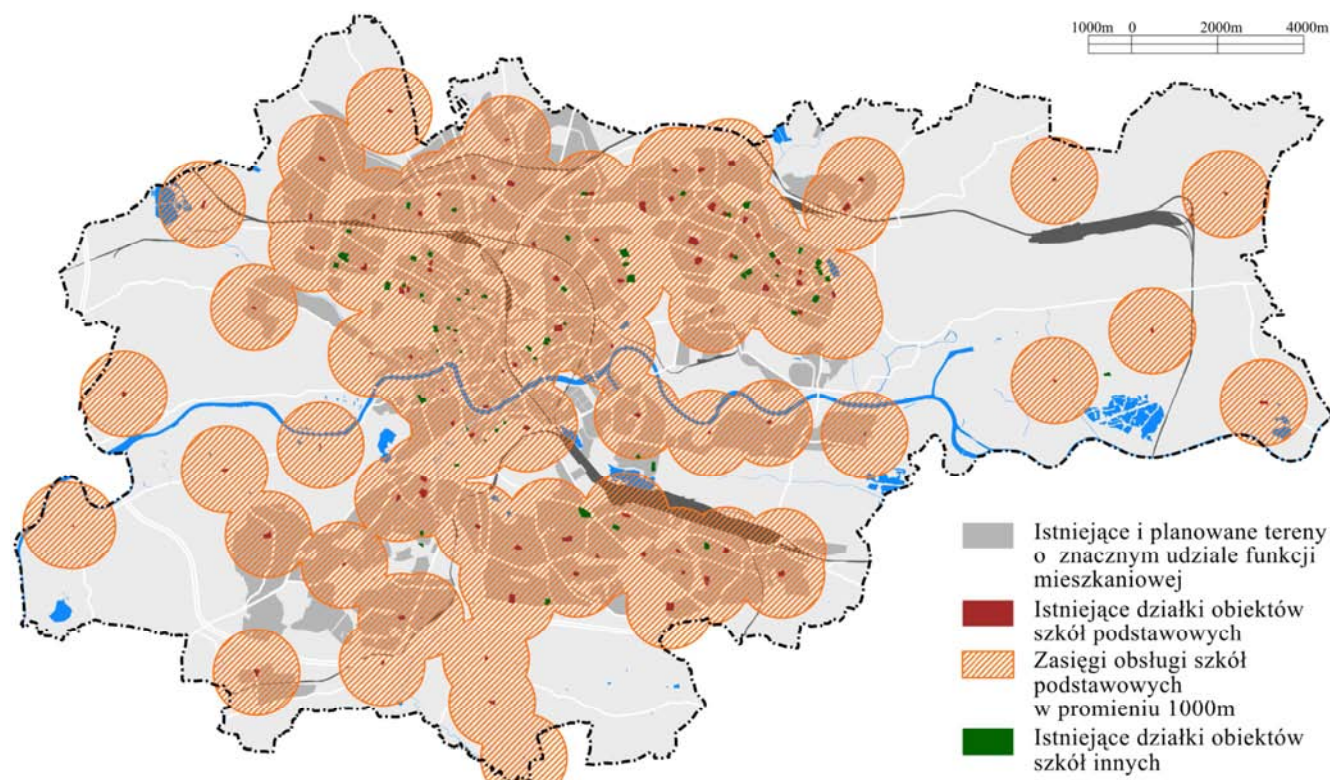 1000m 0 2000m 4000m
Istniejące i planowane tereny
o znacznym udziale funkcji
mieszkaniowej
Istniejące działki obiektów
szkół podstawowych
Zasięgi obsługi szkół
podstawowych
w promieniu 1000m
Istniejące działki obiektów
szkół innych